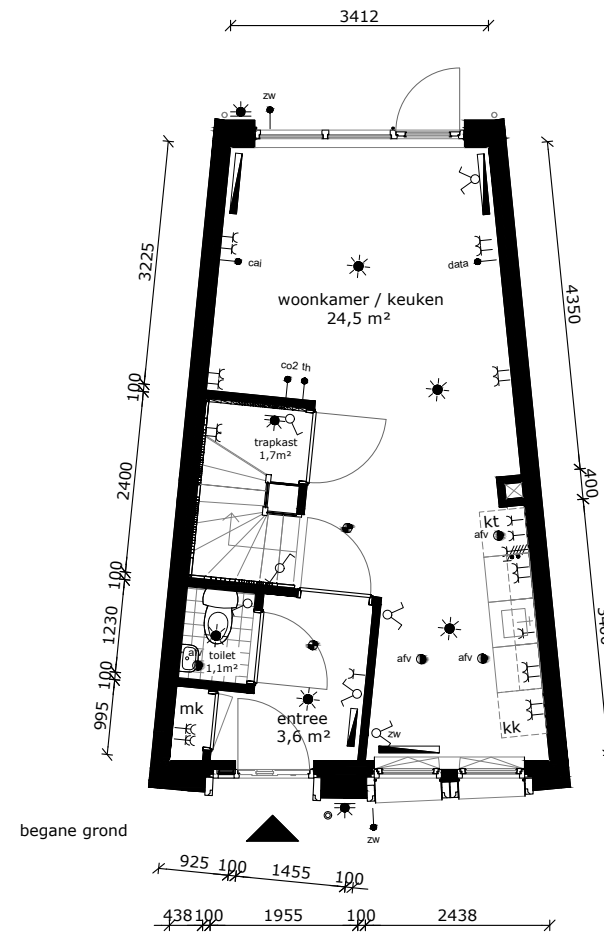 3412
zw
cai
data
woonkamer / keuken
24,5 m²
3225
4350
co2 th
100
trapkast
1,7m²
2400
400
kt
afv
100
1230
toilet
1,1m²
afv
afv
afv
100
995
mk
entree
3,6 m²
zw
kk
begane grond
zw
925
100
1455
100
438
100
1955
100
2438